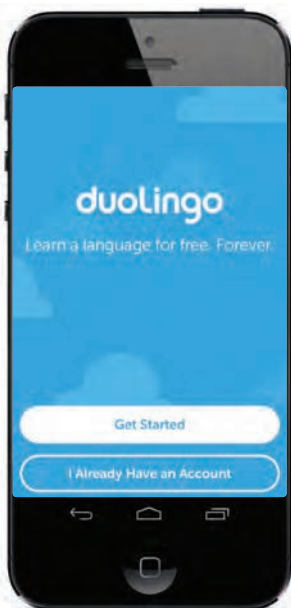 duolingo
Learn a language for free. Forever.
Get Started
I Already Have an Account